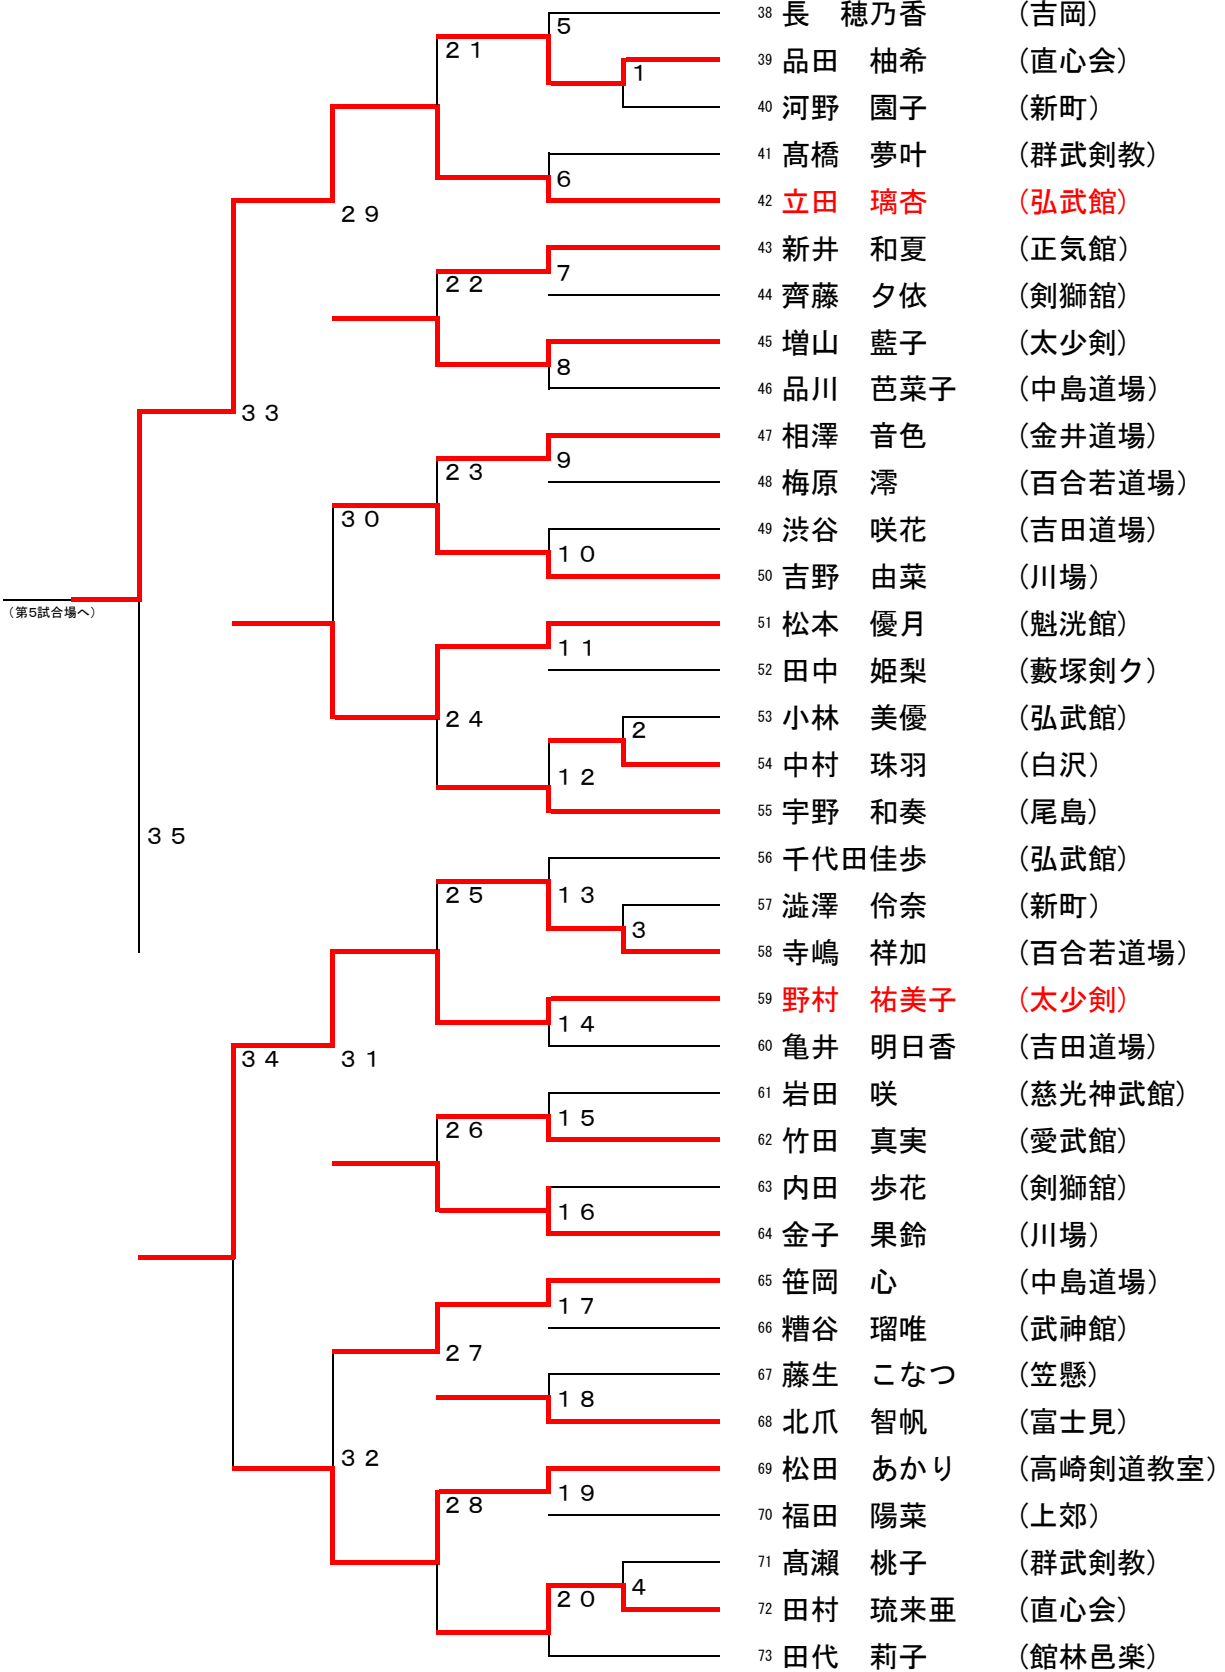 38 長　穂乃香 （吉岡）
5
21
39 品田　柚希 （直心会）
1
40 河野　園子 （新町）
41 髙橋　夢叶 （群武剣教）
6
42 立田　璃杏 （弘武館）
29
43 新井　和夏 （正気館）
7
22
44 齊藤　夕依 （剣獅舘）
45 増山　藍子 （太少剣）
8
46 品川　芭菜子 （中島道場）
33
47 相澤　音色 （金井道場）
9
23
48 梅原　澪 （百合若道場）
30
49 渋谷　咲花 （吉田道場）
10
50 吉野　由菜 （川場）
（第5試合場へ）
51 松本　優月 （魁洸館）
11
52 田中　姫梨 （藪塚剣ク）
53 小林　美優 （弘武館）
24
2
54 中村　珠羽 （白沢）
12
55 宇野　和奏 （尾島）
35
56 千代田佳歩 （弘武館）
25
13
57 澁澤　伶奈 （新町）
3
58 寺嶋　祥加 （百合若道場）
59 野村　祐美子 （太少剣）
14
60 亀井　明日香 （吉田道場）
34
31
61 岩田　咲 （慈光神武館）
15
26
62 竹田　真実 （愛武館）
63 内田　歩花 （剣獅舘）
16
64 金子　果鈴 （川場）
65 笹岡　心 （中島道場）
17
66 糟谷　瑠唯 （武神館）
27
67 藤生　こなつ （笠懸）
18
68 北爪　智帆 （富士見）
32
69 松田　あかり （高崎剣道教室）
19
28
70 福田　陽菜 （上郊）
71 髙瀬　桃子 （群武剣教）
4
20
72 田村　琉来亜 （直心会）
73 田代　莉子 （館林邑楽）